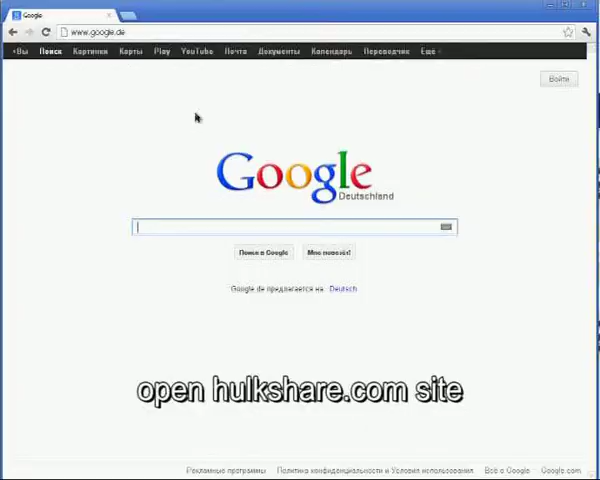 Google
www.google.de
+Вы Поиск Картинки Карты Play YouTube Почта Документы Календарь Переводчик Ещё
Войти
Google
Deutschland
Поиск в Google Мне повезёт!
Google.de предлагается на: Deutsch
open hulkshare.com site
Рекламные программы Политика конфиденциальности и Условия использования Всё о Google Google.com